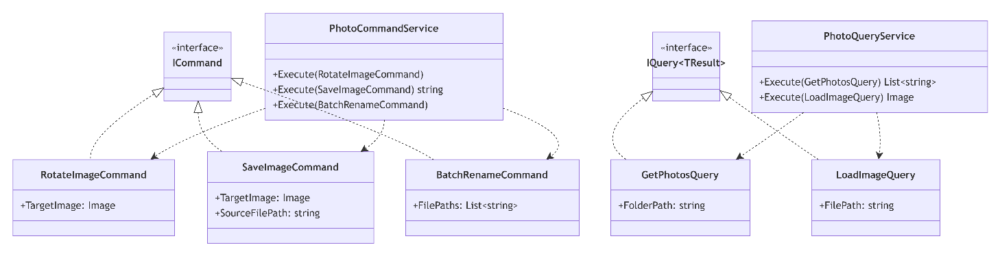 «interface»
ICommand
PhotoCommandService
+Execute(RotateImageCommand)
+Execute(SaveImageCommand) string
+Execute(BatchRenameCommand)
«interface»
IQuery<TResult>
PhotoQueryService
+Execute(GetPhotosQuery) List<string>
+Execute(LoadImageQuery) Image
RotateImageCommand
+TargetImage: Image
SaveImageCommand
+TargetImage: Image
+SourceFilePath: string
BatchRenameCommand
+FilePaths: List<string>
GetPhotosQuery
+FolderPath: string
LoadImageQuery
+FilePath: string